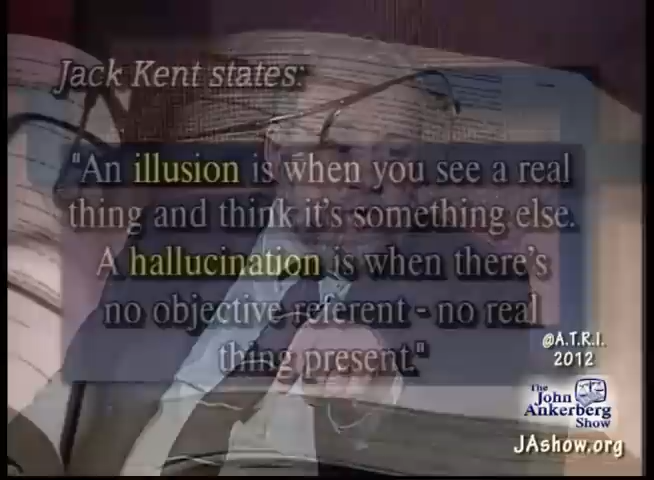 Jack Kent states:
"An illusion is when you see a real
thing and think it's something else.
A hallucination is when there's
no objective referent - no real
thing present."
@A.T.R.I.
2012
The
John
Ankerberg
Show
JAshow.org